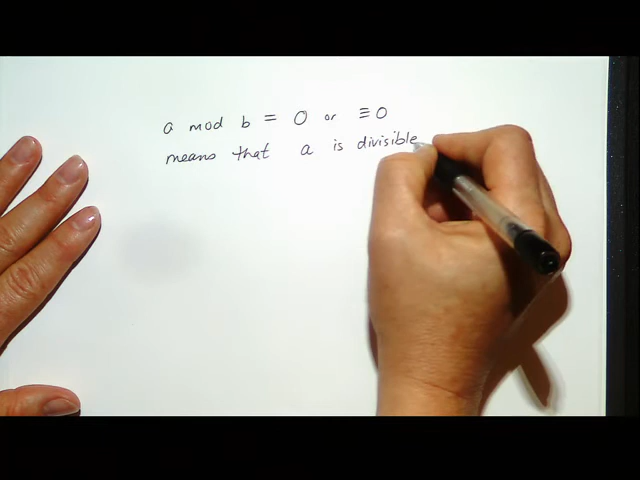 a mod b = 0 or ≡ 0
means that a is divisible